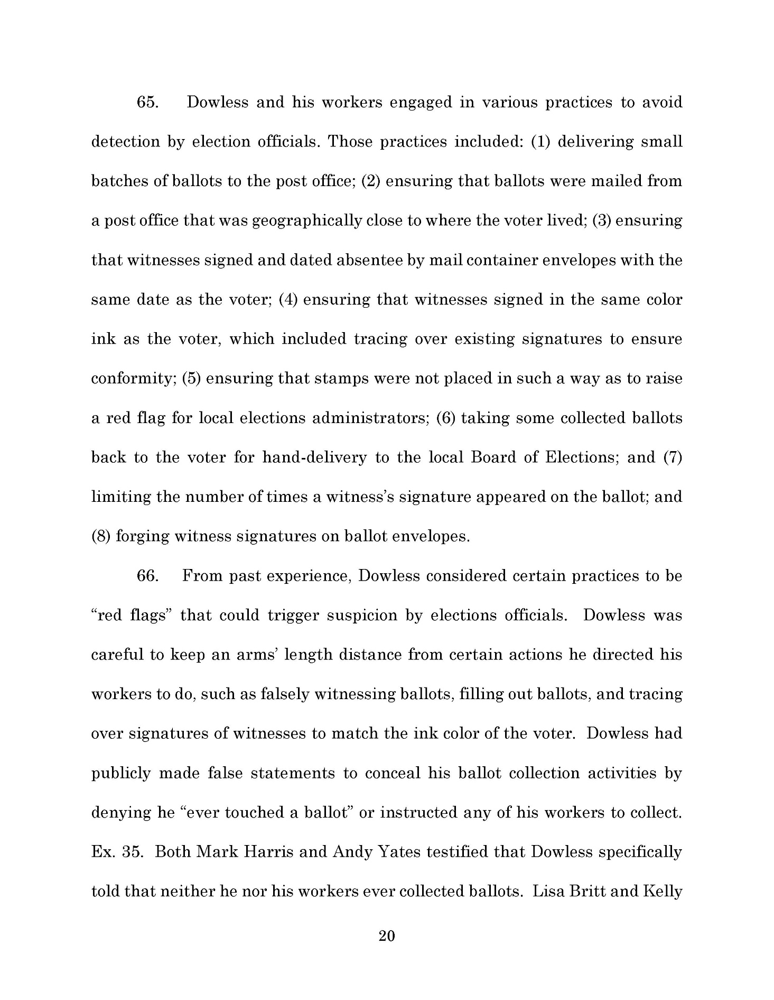 65. Dowless and his workers engaged in various practices to avoid
detection by election officials. Those practices included: (1) delivering small
batches of ballots to the post office; (2) ensuring that ballots were mailed from
a post office that was geographically close to where the voter lived; (3) ensuring
that witnesses signed and dated absentee by mail container envelopes with the
same date as the voter; (4) ensuring that witnesses signed in the same color
ink as the voter, which included tracing over existing signatures to ensure
conformity; (5) ensuring that stamps were not placed in such a way as to raise
a red flag for local elections administrators; (6) taking some collected ballots
back to the voter for hand-delivery to the local Board of Elections; and (7)
limiting the number of times a witness’s signature appeared on the ballot; and
(8) forging witness signatures on ballot envelopes.
66. From past experience, Dowless considered certain practices to be
“red flags” that could trigger suspicion by elections officials. Dowless was
careful to keep an arms’ length distance from certain actions he directed his
workers to do, such as falsely witnessing ballots, filling out ballots, and tracing
over signatures of witnesses to match the ink color of the voter. Dowless had
publicly made false statements to conceal his ballot collection activities by
denying he “ever touched a ballot” or instructed any of his workers to collect.
Ex. 35. Both Mark Harris and Andy Yates testified that Dowless specifically
told that neither he nor his workers ever collected ballots. Lisa Britt and Kelly
20